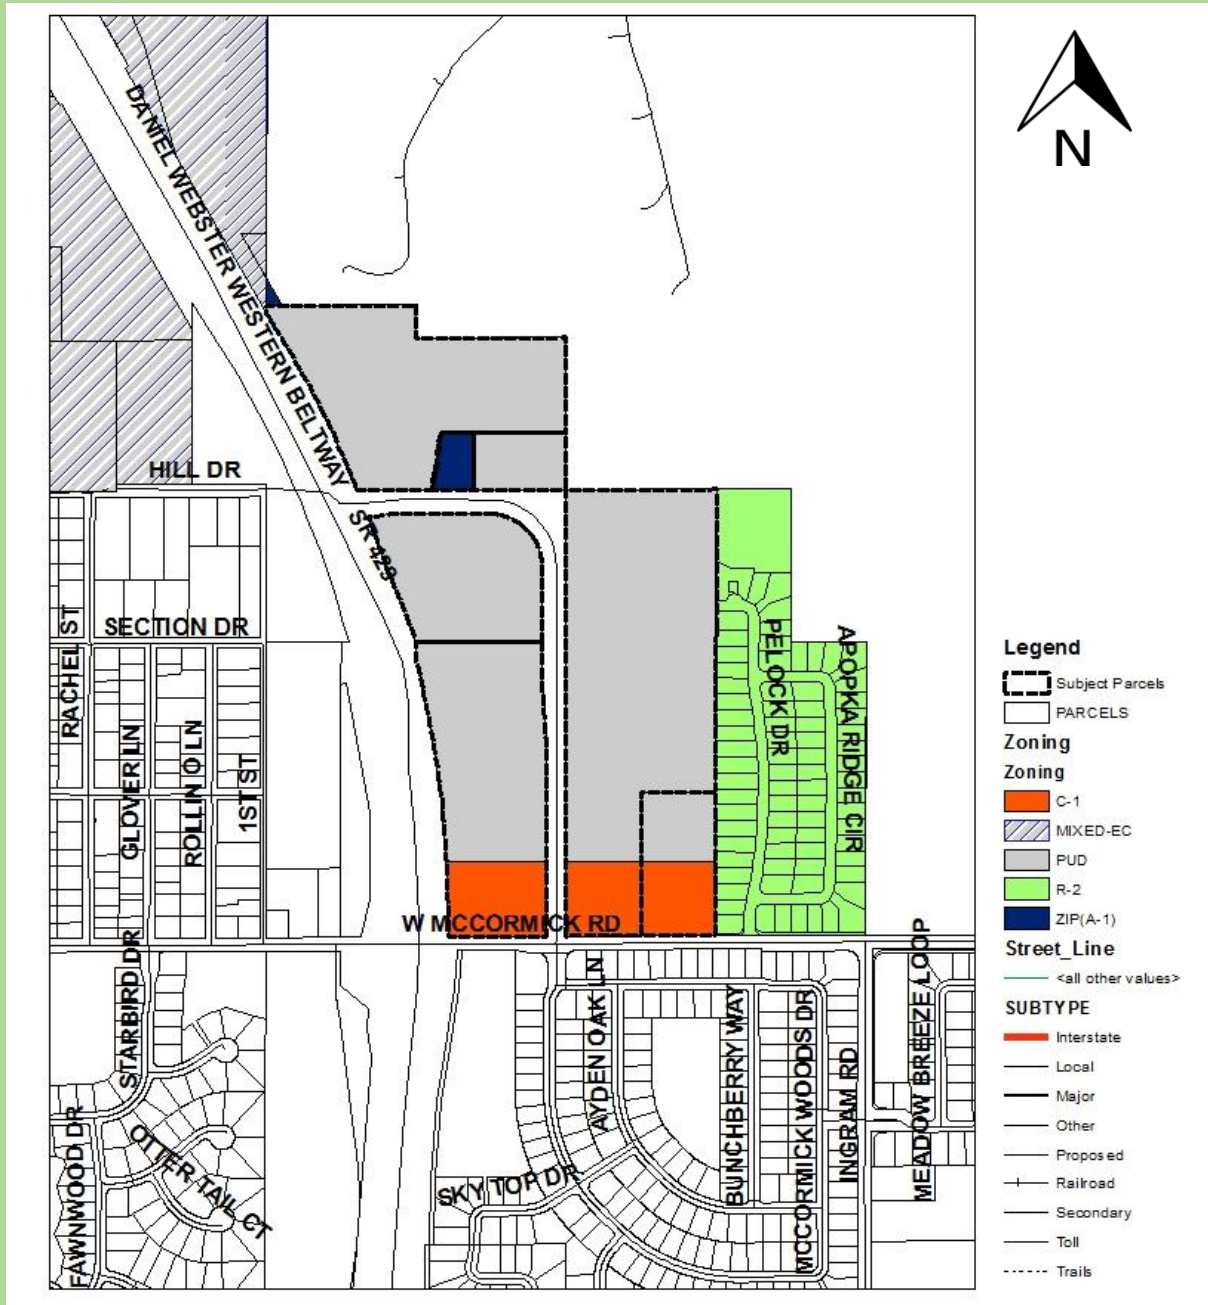 N
DANIEL WEBSTER WESTERN BELTWAY
SR 429
HILL DR
SECTION DR
RACHEL ST
GLOVER LN
ROLLIN O LN
1ST ST
PELOCK DR
APOPKA RIDGE CIR
W MCCORMICK RD
STARBIRD DR
FAWNWOOD DR
OTTER TAIL CT
SKY TOP DR
AYDEN OAK LN
BUNCHBERRY WAY
MCCORMICK WOODS DR
INGRAM RD
MEADOW BREEZE LOOP
Legend
Subject Parcels
PARCELS
Zoning
Zoning
C-1
MIXED-EC
PUD
R-2
ZIP(A-1)
Street_Line
<all other values>
SUBTYPE
Interstate
Local
Major
Other
Proposed
Railroad
Secondary
Toll
Trails